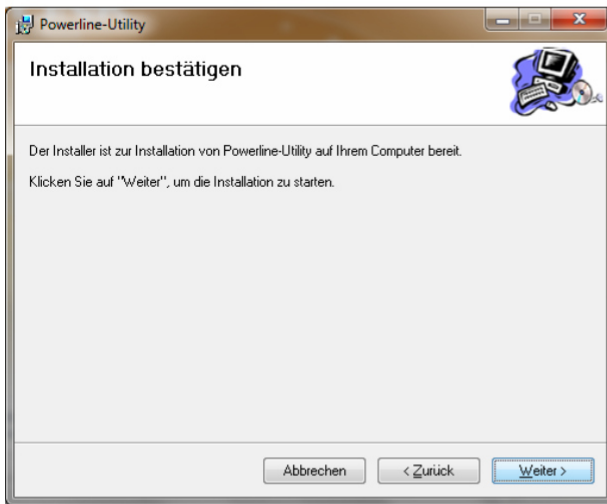 Powerline-Utility
Installation bestätigen
Der Installer ist zur Installation von Powerline-Utility auf Ihrem Computer bereit.
Klicken Sie auf "Weiter", um die Installation zu starten.
Abbrechen
< Zurück
Weiter >